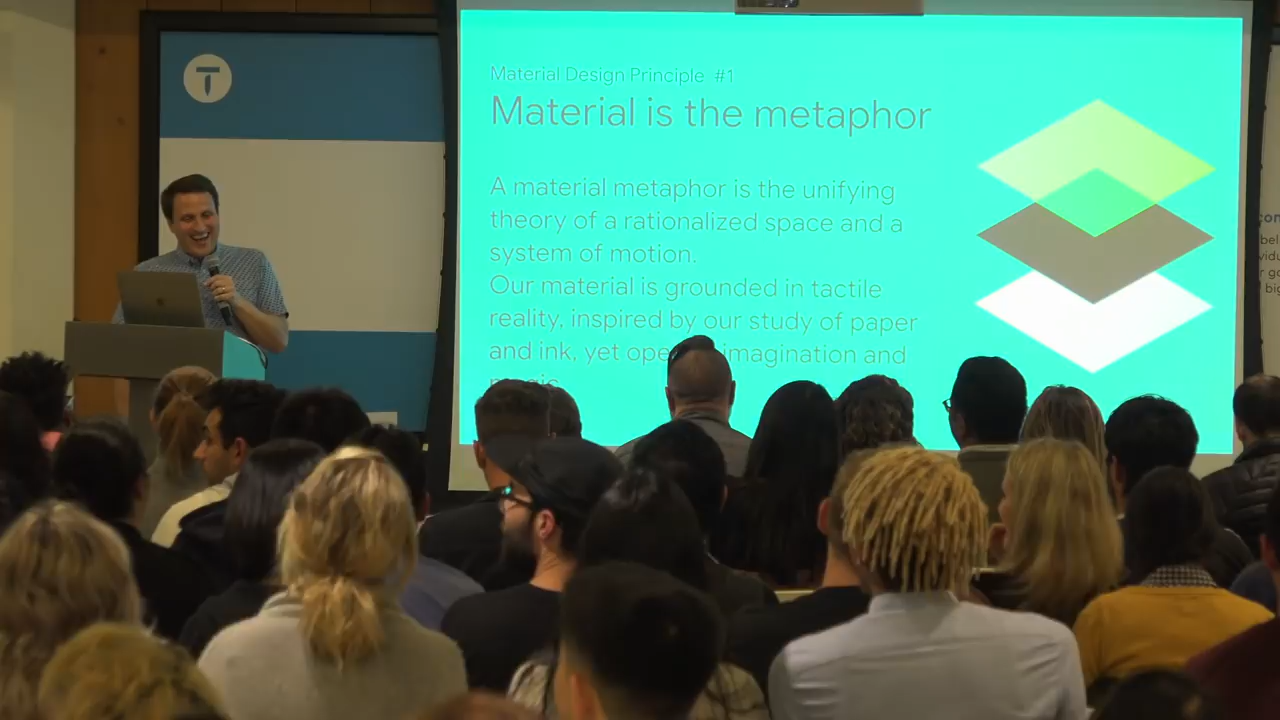 T
Material Design Principle #1
Material is the metaphor
A material metaphor is the unifying
theory of a rationalized space and a
system of motion.
Our material is grounded in tactile
reality, inspired by our study of paper
and ink, yet imagination and